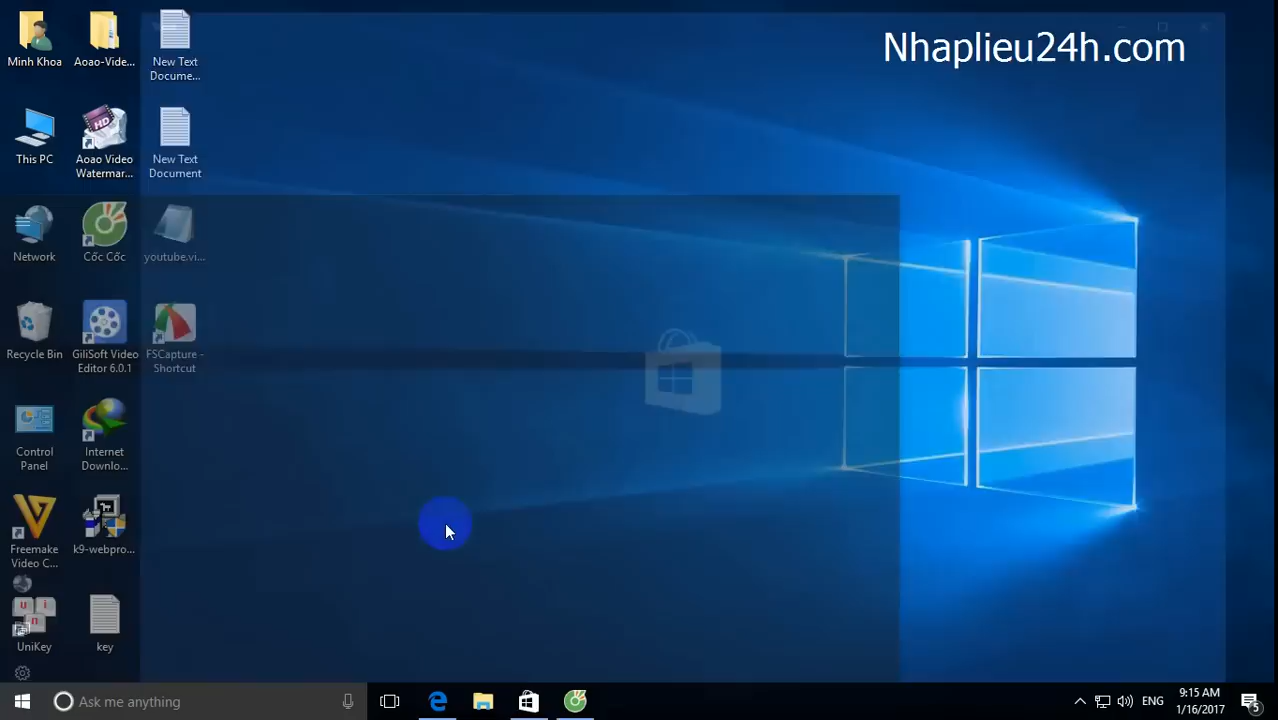 Nhaplieu24h.com
Minh Khoa
Aoao-Vide...
New Text
Docume...
This PC
Aoao Video
Watermar...
New Text
Document
Network
Cốc Cốc
youtube.vi...
Recycle Bin
GiliSoft Video
Editor 6.0.1
FSCapture -
Shortcut
Control
Panel
Internet
Downlo...
Freemake
Video C...
k9-webpro...
UniKey
key
Ask me anything
ENG
9:15 AM
1/16/2017
5